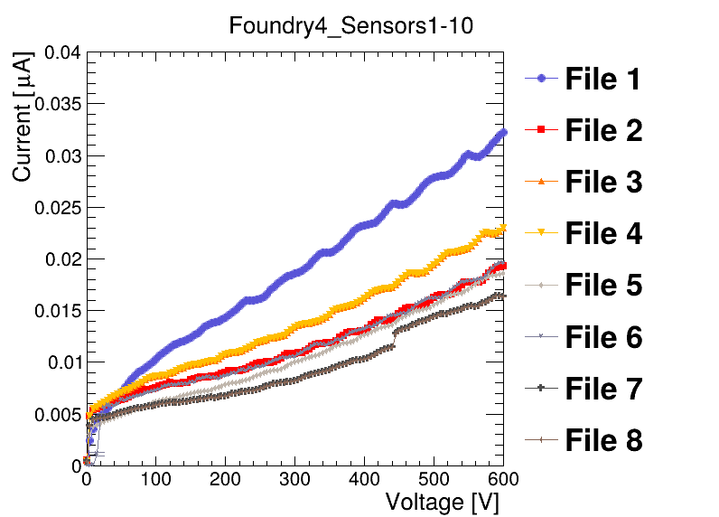 Foundry4_Sensors1-10
Current [μA]
0.04
0.035
0.03
0.025
0.02
0.015
0.01
0.005
0
0 100 200 300 400 500 600
Voltage [V]
File 1
File 2
File 3
File 4
File 5
File 6
File 7
File 8